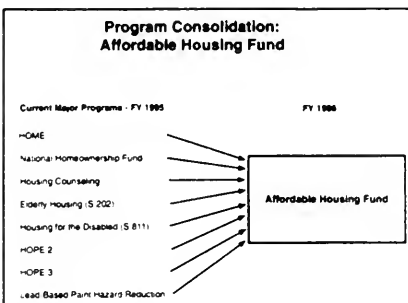 Program Consolidation:
Affordable Housing Fund
Current Major Programs - FY 1995 FY 1996
HOME
National Homeownership Fund
Housing Counseling
Elderly Housing (S 202)
Housing for the Disabled (S 811)
HOPE 2
HOPE 3
Lead Based Paint Hazard Reduction
Affordable Housing Fund